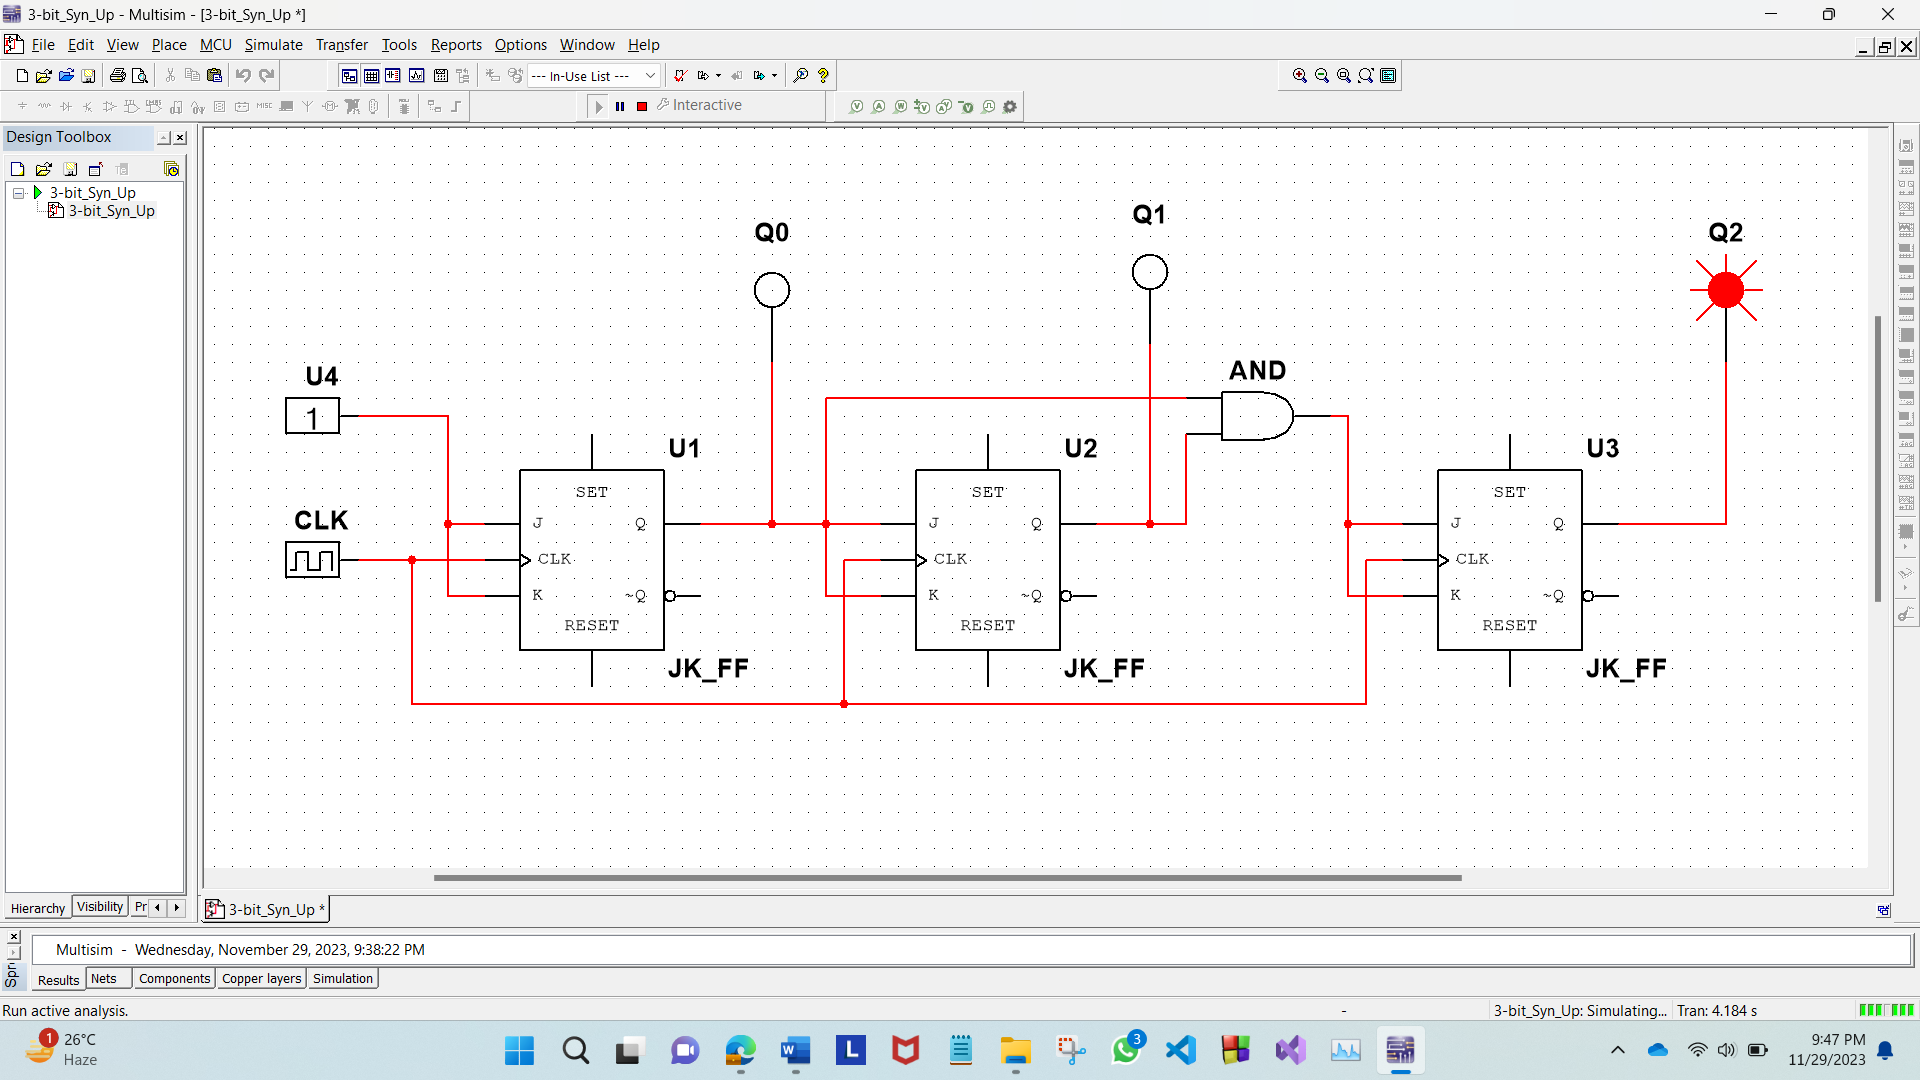 3-bit_Syn_Up - Multisim - [3-bit_Syn_Up *]
File Edit View Place MCU Simulate Transfer Tools Reports Options Window Help
--- In-Use List ---
Interactive
Design Toolbox
3-bit_Syn_Up
3-bit_Syn_Up
Q0
Q1
Q2
U4
1
AND
CLK
U1
SET
J Q
CLK
K ~Q
RESET
JK_FF
U2
SET
J Q
CLK
K ~Q
RESET
JK_FF
U3
SET
J Q
CLK
K ~Q
RESET
JK_FF
Hierarchy Visibility Pr
3-bit_Syn_Up *
Multisim - Wednesday, November 29, 2023, 9:38:22 PM
Spr
Results Nets Components Copper layers Simulation
Run active analysis. - 3-bit_Syn_Up: Simulating... Tran: 4.184 s
1
26°C
Haze
3
9:47 PM
11/29/2023